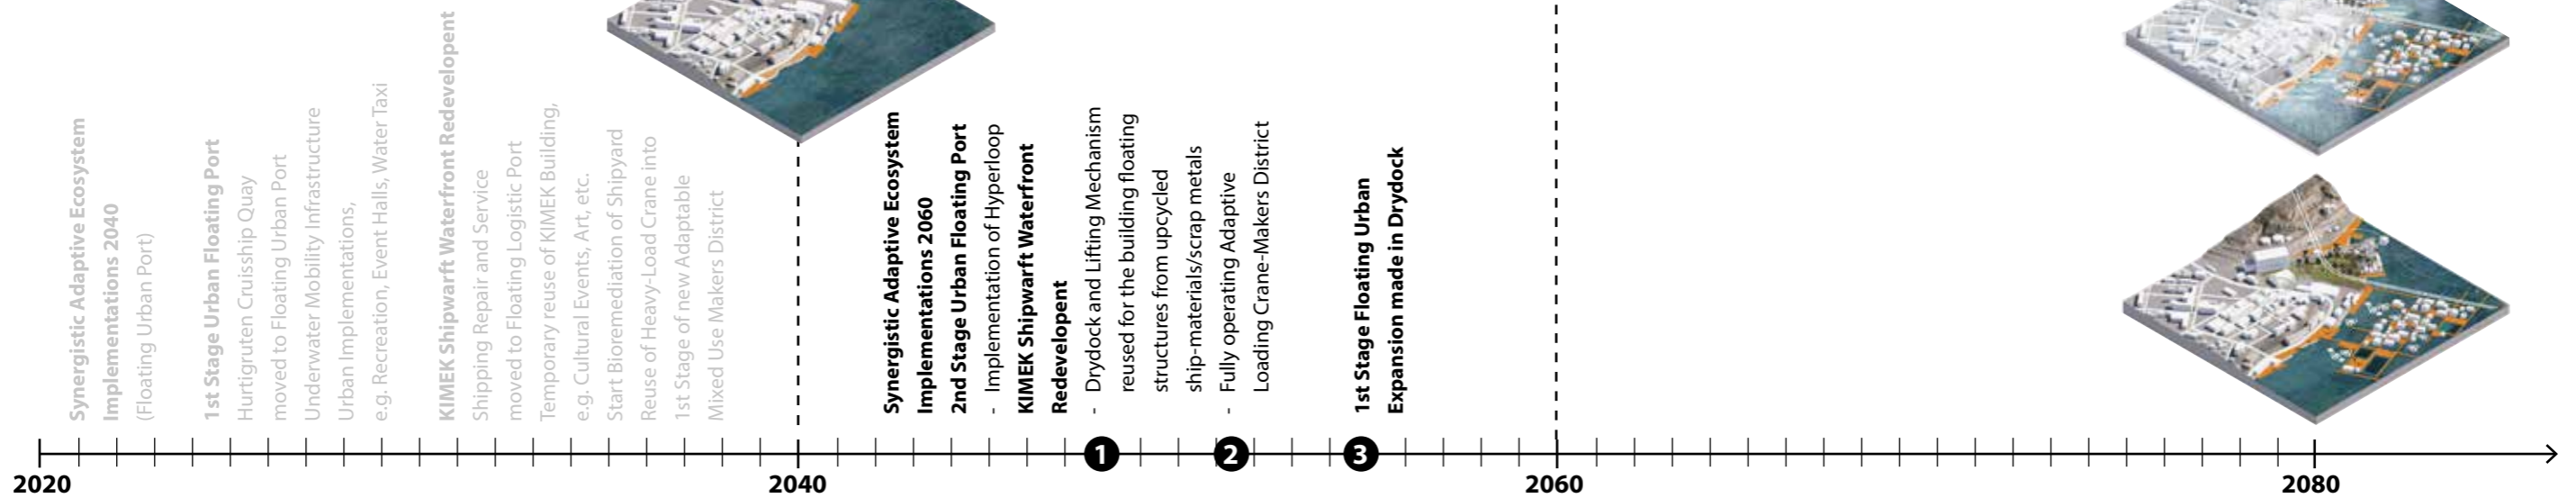 Synergistic Adaptive Ecosystem
Implementations 2040
(Floating Urban Port)
1st Stage Urban Floating Port
Hurtigruten Cruisship Quay
moved to Floating Urban Port
Underwater Mobility Infrastructure
Urban Implementations,
e.g. Recreation, Event Halls, Water Taxi
KIMEK Shipwarft Waterfront Redevelopent
Shipping Repair and Service
moved to Floating Logistic Port
Temporary reuse of KIMEK Building,
e.g. Cultural Events, Art, etc.
Start Bioremediation of Shipyard
Reuse of Heavy-Load Crane into
1st Stage of new Adaptable
Mixed Use Makers District
Synergistic Adaptive Ecosystem
Implementations 2060
2nd Stage Urban Floating Port
- Implementation of Hyperloop
KIMEK Shipwarft Waterfront
Redevelopent
- Drydock and Lifting Mechanism
reused for the building floating
structures from upcycled
ship-materials/scrap metals
- Fully operating Adaptive
Loading Crane-Makers District
1st Stage Floating Urban
Expansion made in Drydock
1 2 3
2020 2040 2060 2080